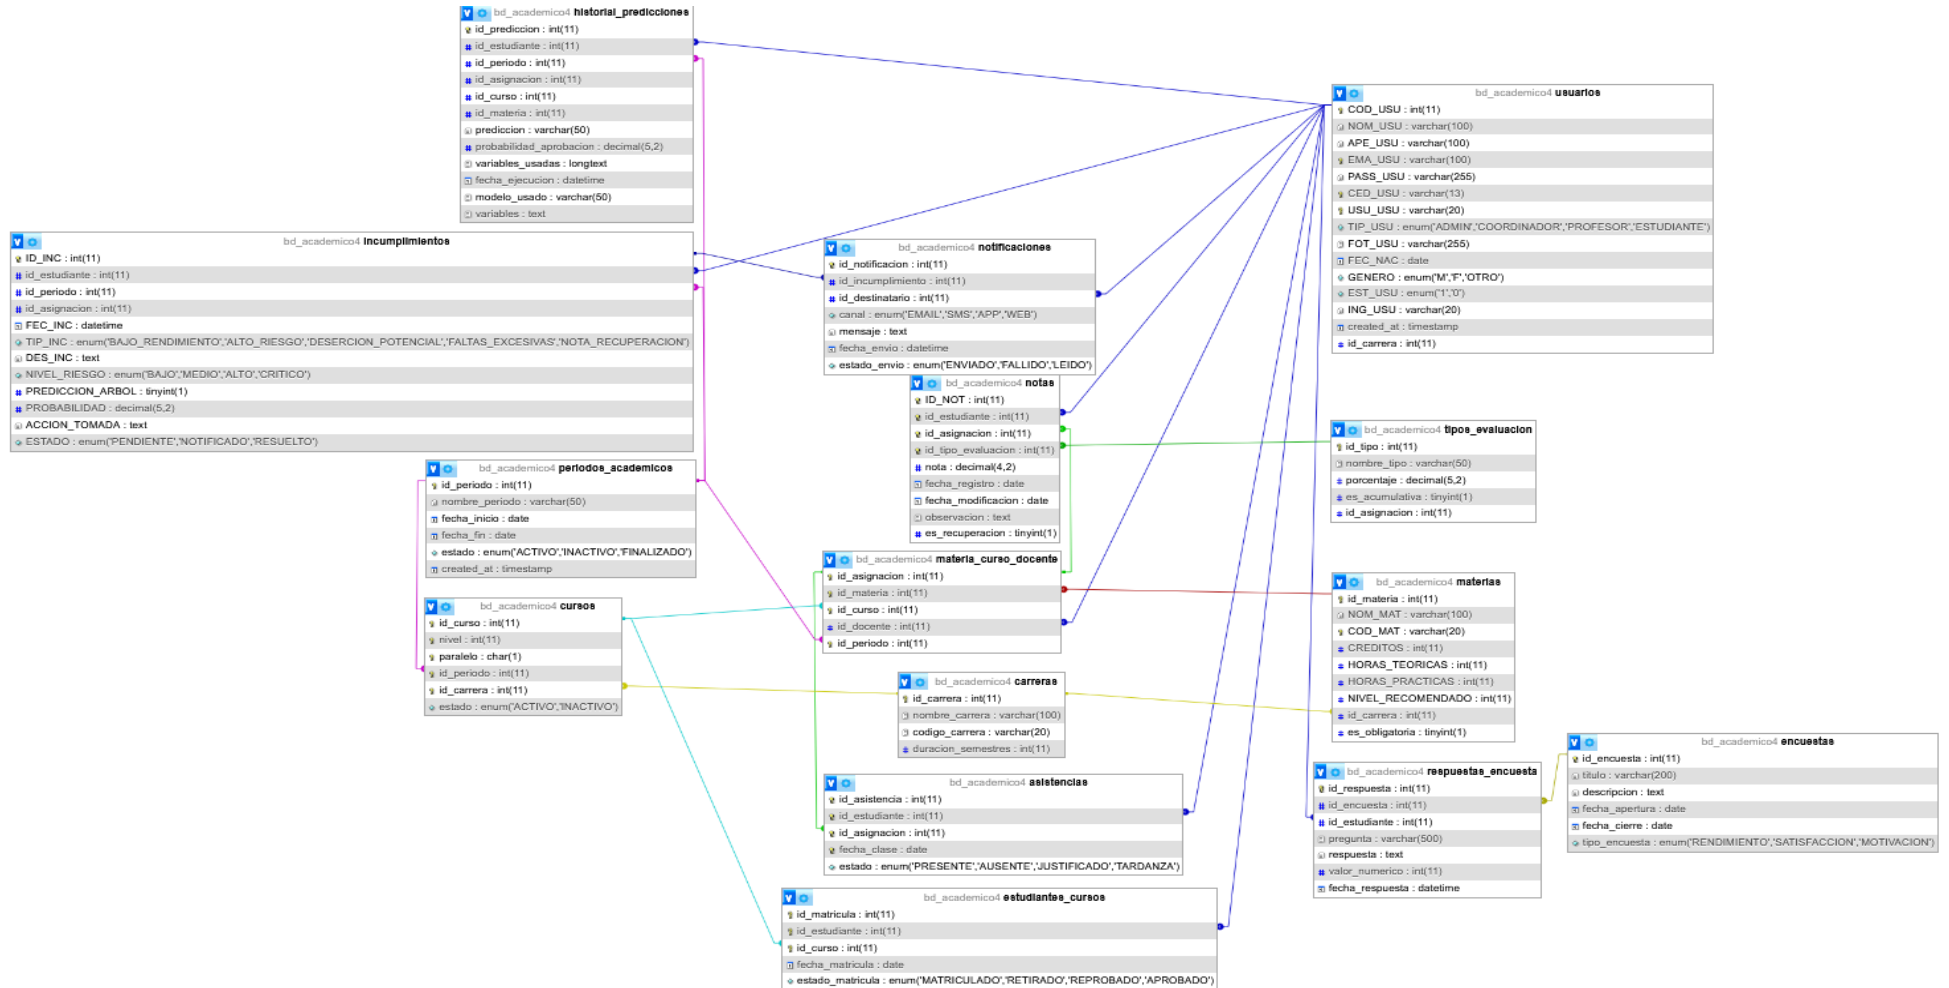 bd_academico4 historial_predicciones
id_prediccion : int(11)
id_estudiante : int(11)
id_periodo : int(11)
id_asignacion : int(11)
id_curso : int(11)
id_materia : int(11)
prediccion : varchar(50)
probabilidad_aprobacion : decimal(5,2)
variables_usadas : longtext
fecha_ejecucion : datetime
modelo_usado : varchar(50)
variables : text
bd_academico4 usuarios
COD_USU : int(11)
NOM_USU : varchar(100)
APE_USU : varchar(100)
EMA_USU : varchar(100)
PASS_USU : varchar(255)
CED_USU : varchar(13)
USU_USU : varchar(20)
TIP_USU : enum('ADMIN','COORDINADOR','PROFESOR','ESTUDIANTE')
FOT_USU : varchar(255)
FEC_NAC : date
GENERO : enum('M','F','OTRO')
EST_USU : enum('1','0')
ING_USU : varchar(20)
created_at : timestamp
id_carrera : int(11)
bd_academico4 incumplimientos
ID_INC : int(11)
id_estudiante : int(11)
id_periodo : int(11)
id_asignacion : int(11)
FEC_INC : datetime
TIP_INC : enum('BAJO_RENDIMIENTO','ALTO_RIESGO','DESERCION_POTENCIAL','FALTAS_EXCESIVAS','NOTA_RECUPERACION')
DES_INC : text
NIVEL_RIESGO : enum('BAJO','MEDIO','ALTO','CRITICO')
PREDICCION_ARBOL : tinyint(1)
PROBABILIDAD : decimal(5,2)
ACCION_TOMADA : text
ESTADO : enum('PENDIENTE','NOTIFICADO','RESUELTO')
bd_academico4 notificaciones
id_notificacion : int(11)
id_incumplimiento : int(11)
id_destinatario : int(11)
canal : enum('EMAIL','SMS','APP','WEB')
mensaje : text
fecha_envio : datetime
estado_envio : enum('ENVIADO','FALLIDO','LEIDO')
bd_academico4 notas
ID_NOT : int(11)
id_estudiante : int(11)
id_asignacion : int(11)
id_tipo_evaluacion : int(11)
nota : decimal(4,2)
fecha_registro : date
fecha_modificacion : date
observacion : text
es_recuperacion : tinyint(1)
bd_academico4 tipos_evaluacion
id_tipo : int(11)
nombre_tipo : varchar(50)
porcentaje : decimal(5,2)
es_acumulativa : tinyint(1)
id_asignacion : int(11)
bd_academico4 periodos_academicos
id_periodo : int(11)
nombre_periodo : varchar(50)
fecha_inicio : date
fecha_fin : date
estado : enum('ACTIVO','INACTIVO','FINALIZADO')
created_at : timestamp
bd_academico4 materia_curso_docente
id_asignacion : int(11)
id_materia : int(11)
id_curso : int(11)
id_docente : int(11)
id_periodo : int(11)
bd_academico4 materias
id_materia : int(11)
NOM_MAT : varchar(100)
COD_MAT : varchar(20)
CREDITOS : int(11)
HORAS_TEORICAS : int(11)
HORAS_PRACTICAS : int(11)
NIVEL_RECOMENDADO : int(11)
id_carrera : int(11)
es_obligatoria : tinyint(1)
bd_academico4 cursos
id_curso : int(11)
nivel : int(11)
paralelo : char(1)
id_periodo : int(11)
id_carrera : int(11)
estado : enum('ACTIVO','INACTIVO')
bd_academico4 carreras
id_carrera : int(11)
nombre_carrera : varchar(100)
codigo_carrera : varchar(20)
duracion_semestres : int(11)
bd_academico4 encuestas
id_encuesta : int(11)
titulo : varchar(200)
descripcion : text
fecha_apertura : date
fecha_cierre : date
tipo_encuesta : enum('RENDIMIENTO','SATISFACCION','MOTIVACION')
bd_academico4 respuestas_encuesta
id_respuesta : int(11)
id_encuesta : int(11)
id_estudiante : int(11)
pregunta : varchar(500)
respuesta : text
valor_numerico : int(11)
fecha_respuesta : datetime
bd_academico4 asistencias
id_asistencia : int(11)
id_estudiante : int(11)
id_asignacion : int(11)
fecha_clase : date
estado : enum('PRESENTE','AUSENTE','JUSTIFICADO','TARDANZA')
bd_academico4 estudiantes_cursos
id_matricula : int(11)
id_estudiante : int(11)
id_curso : int(11)
fecha_matricula : date
estado_matricula : enum('MATRICULADO','RETIRADO','REPROBADO','APROBADO')